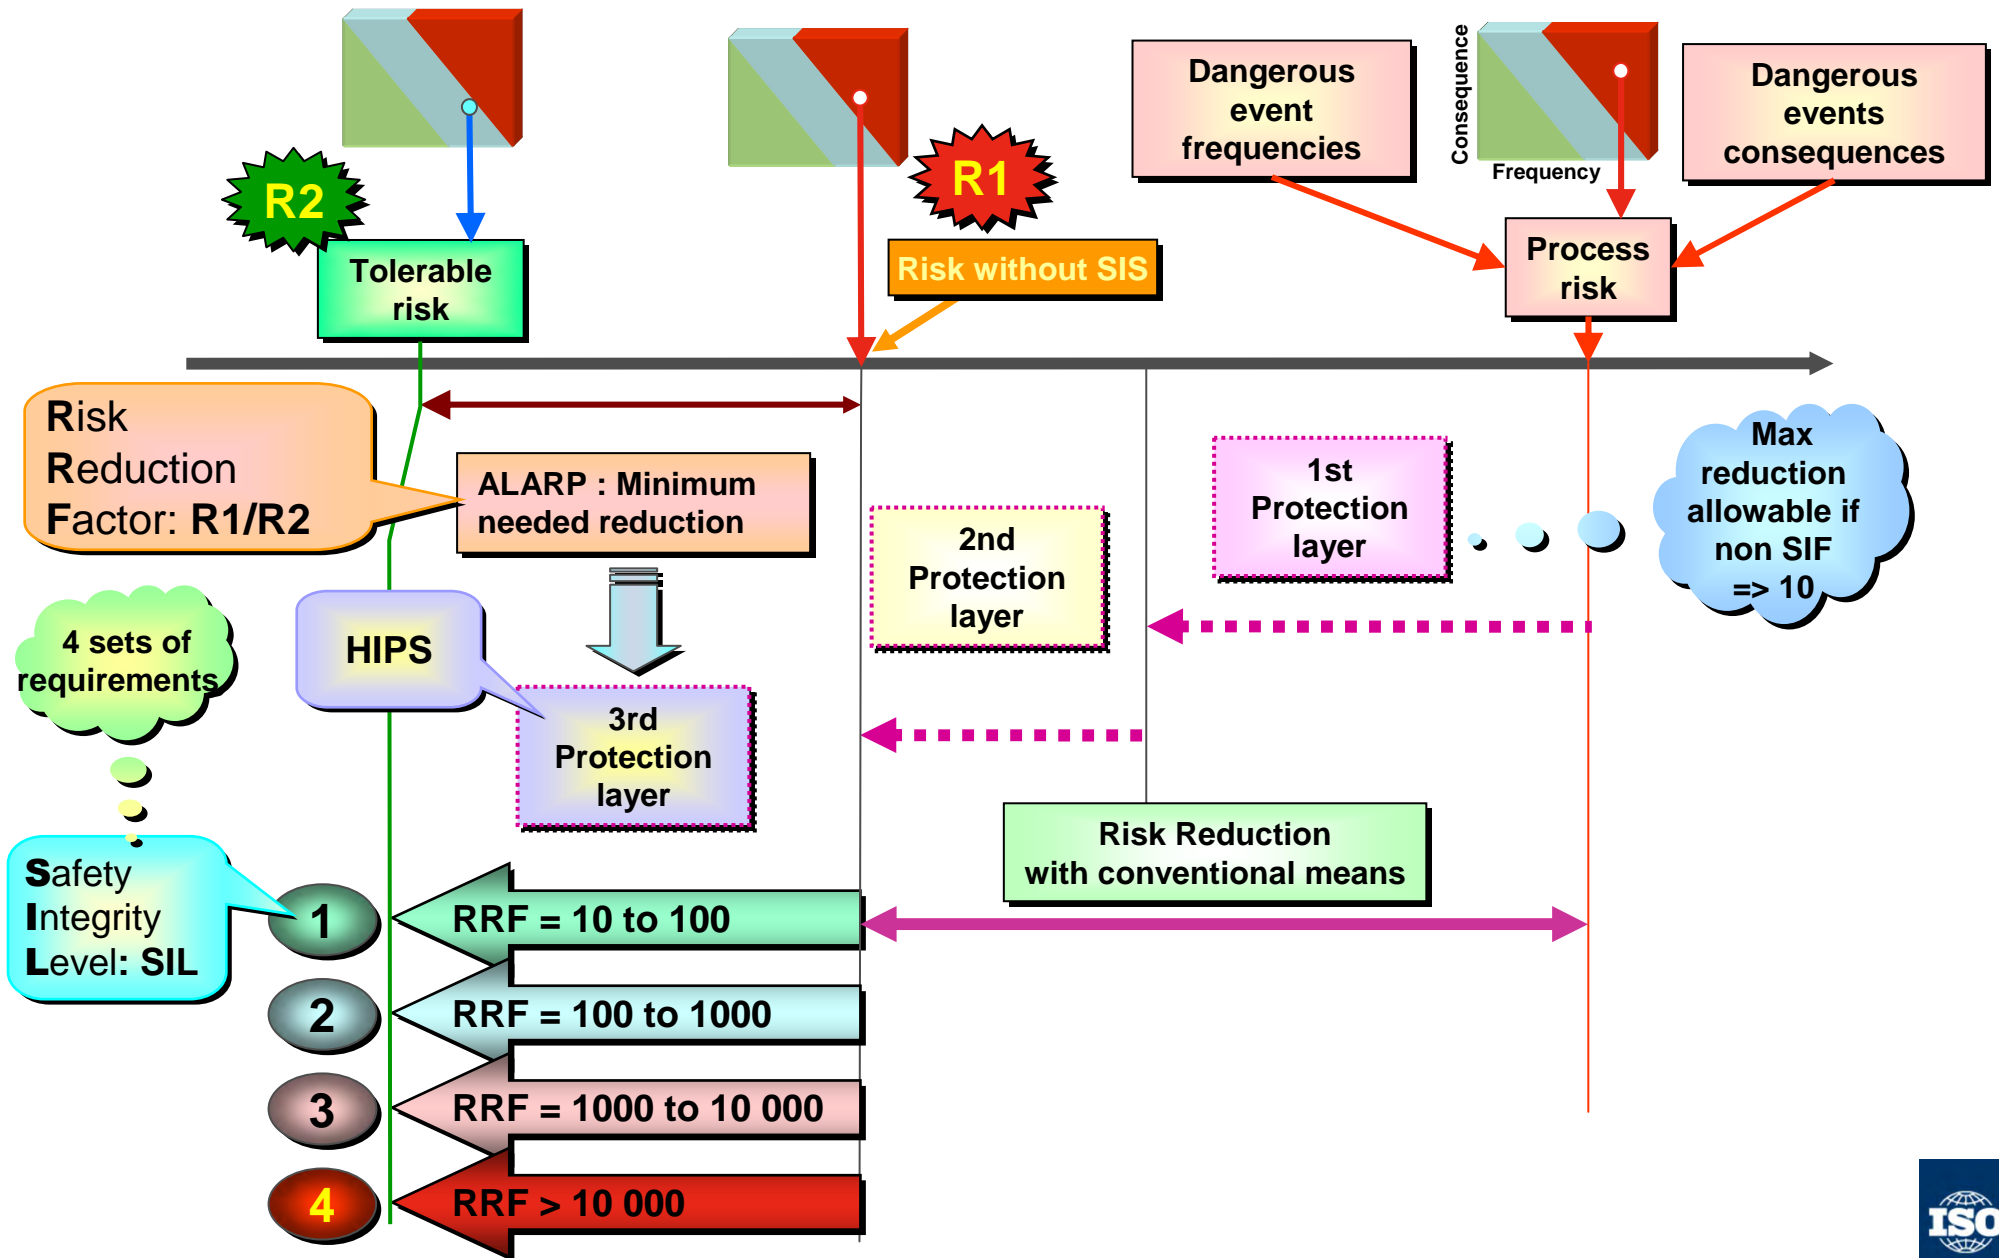 Consequence
Frequency
Dangerous
event
frequencies
Dangerous
events
consequences
R2
R1
Tolerable
risk
Risk without SIS
Process
risk
Risk
Reduction
Factor: R1/R2
ALARP : Minimum
needed reduction
1st
Protection
layer
Max
reduction
allowable if
non SIF
=> 10
2nd
Protection
layer
4 sets of
requirements
HIPS
3rd
Protection
layer
Risk Reduction
with conventional means
Safety
Integrity
Level: SIL
1
RRF = 10 to 100
2
RRF = 100 to 1000
3
RRF = 1000 to 10 000
4
RRF > 10 000
ISO